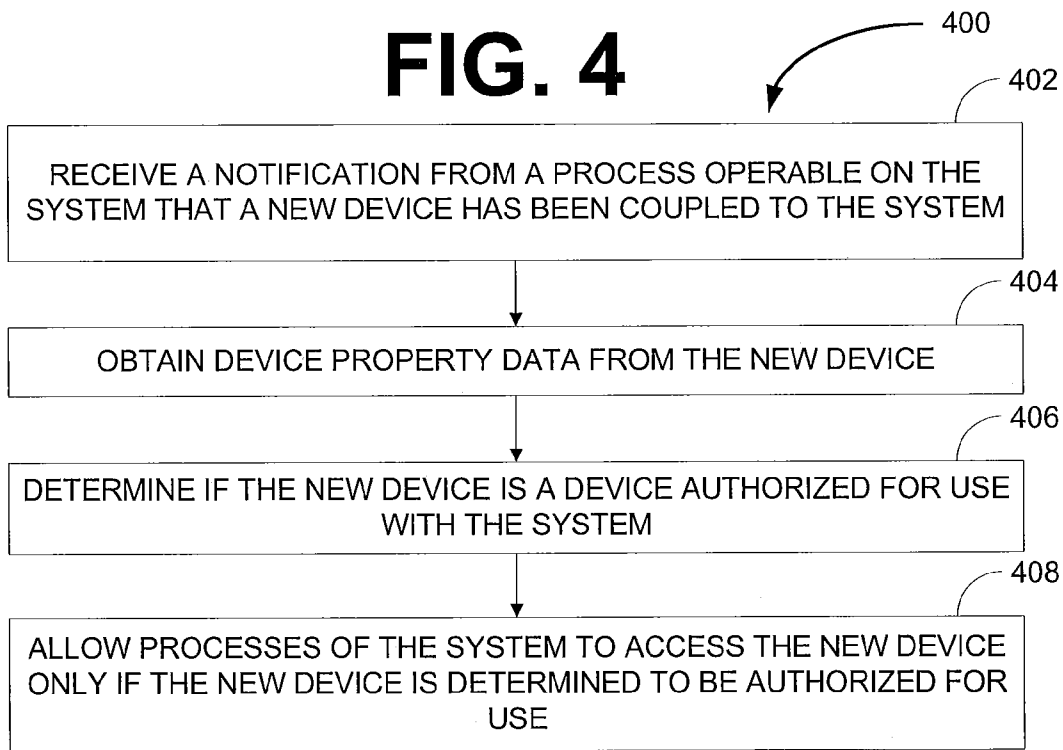 FIG. 4
400
402
RECEIVE A NOTIFICATION FROM A PROCESS OPERABLE ON THE
SYSTEM THAT A NEW DEVICE HAS BEEN COUPLED TO THE SYSTEM
404
OBTAIN DEVICE PROPERTY DATA FROM THE NEW DEVICE
406
DETERMINE IF THE NEW DEVICE IS A DEVICE AUTHORIZED FOR USE
WITH THE SYSTEM
408
ALLOW PROCESSES OF THE SYSTEM TO ACCESS THE NEW DEVICE
ONLY IF THE NEW DEVICE IS DETERMINED TO BE AUTHORIZED FOR
USE